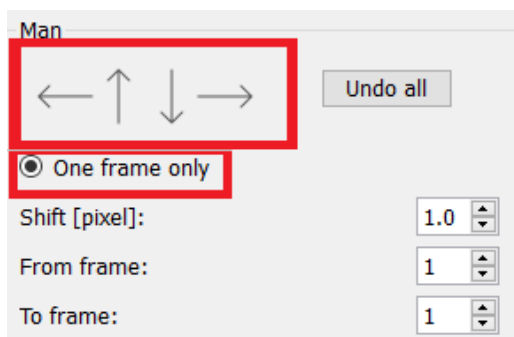 Man
Undo all
One frame only
Shift [pixel]: 1.0
From frame: 1
To frame: 1